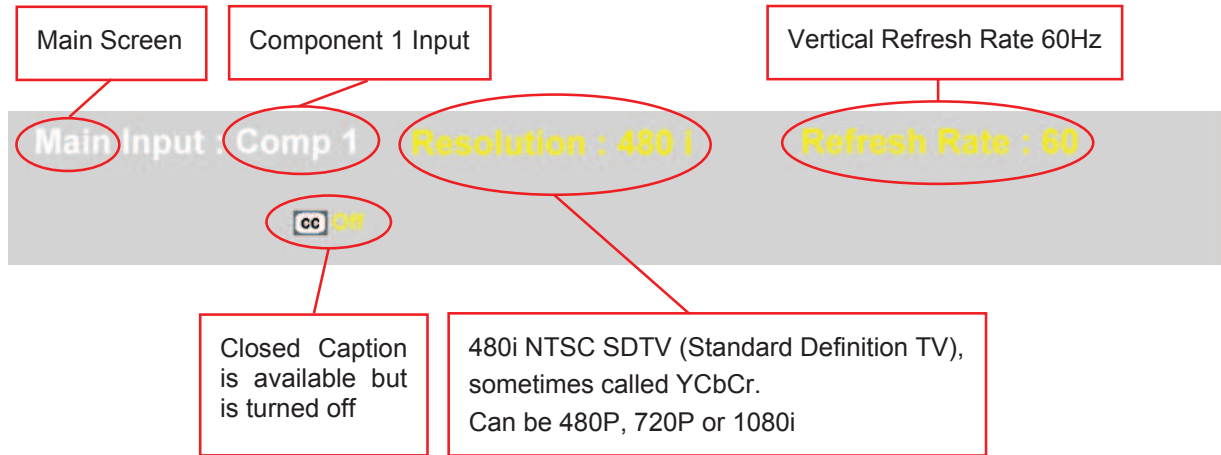 Main Screen
Component 1 Input
Vertical Refresh Rate 60Hz
Main Input : Comp 1 Resolution : 480 i Refresh Rate : 60
CC Off
Closed Caption
is available but
is turned off
480i NTSC SDTV (Standard Definition TV),
sometimes called YCbCr.
Can be 480P, 720P or 1080i